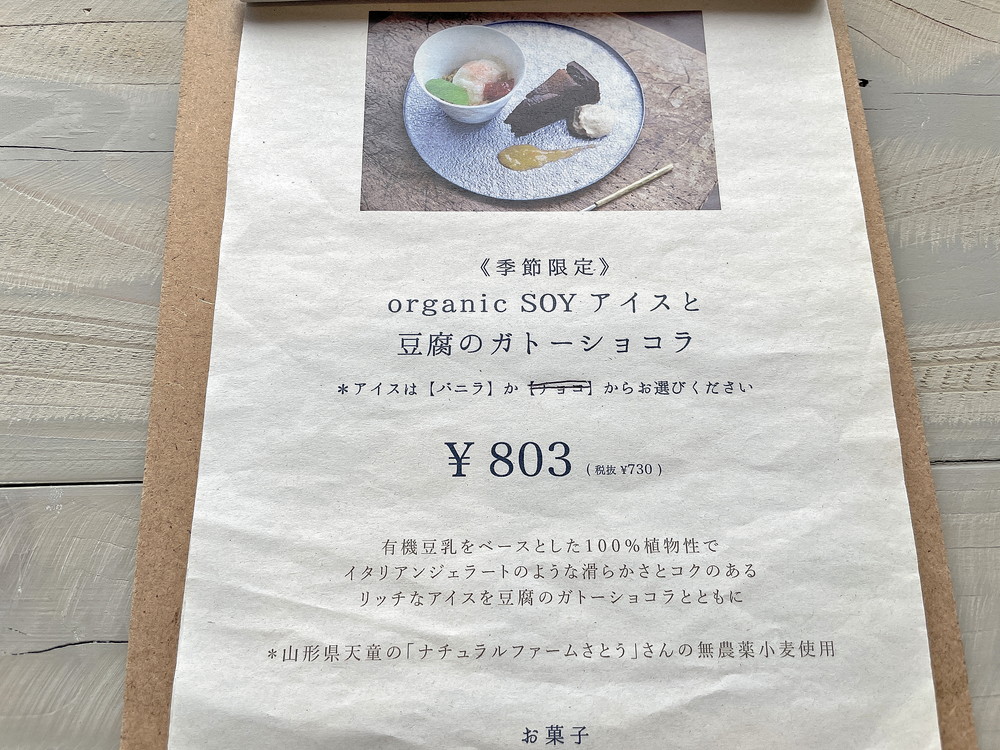 《季節限定》
organic SOY アイスと
豆腐のガトーショコラ
＊アイスは【バニラ】か【チョコ】からお選びください
¥ 803 (税抜 ¥730)
有機豆乳をベースとした100%植物性で
イタリアンジェラートのような滑らかさとコクのある
リッチなアイスを豆腐のガトーショコラとともに
＊山形県天童の「ナチュラルファームさとう」さんの無農薬小麦使用
お菓子